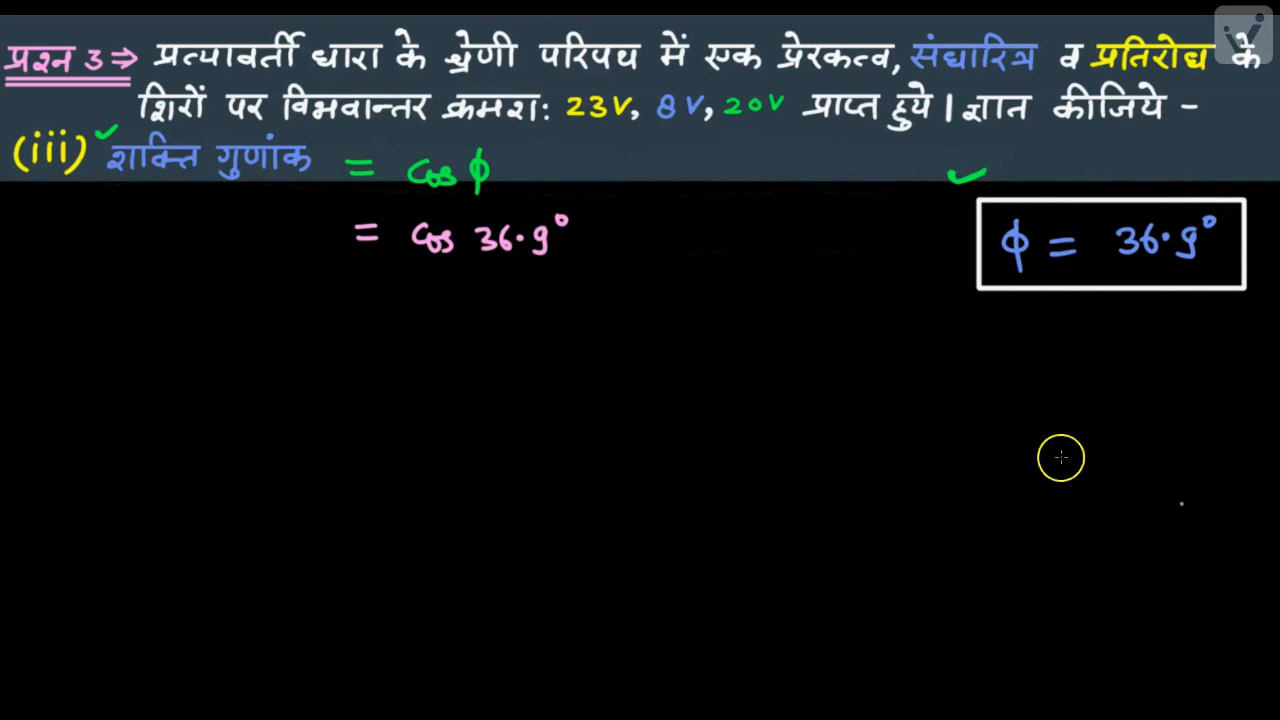 प्रश्न 3⇒ प्रत्यावर्ती धारा के श्रेणी परिपथ में एक प्रेरकत्व, संधारित्र व प्रतिरोध के
शिरों पर विभवान्तर क्रमश: 23V, 8V, 20V प्राप्त हुये। ज्ञात कीजिये -
(iii) शक्ति गुणांक = cos ϕ
= cos 36.9°
ϕ = 36.9°